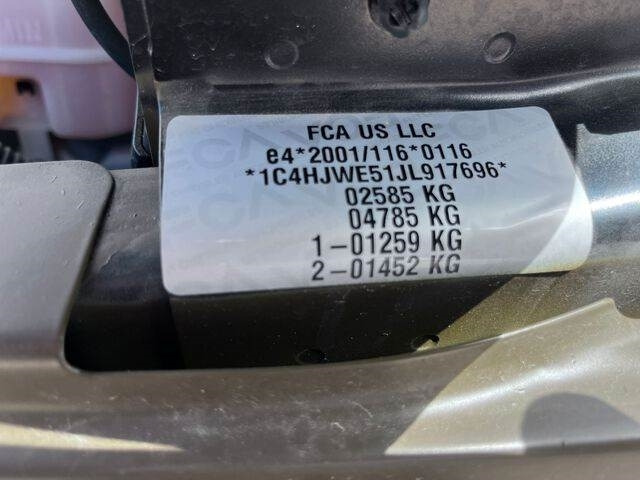 FCA US LLC
e4*2001/116*0116
*1C4HJWE51JL917696*
02585 KG
04785 KG
1-01259 KG
2-01452 KG